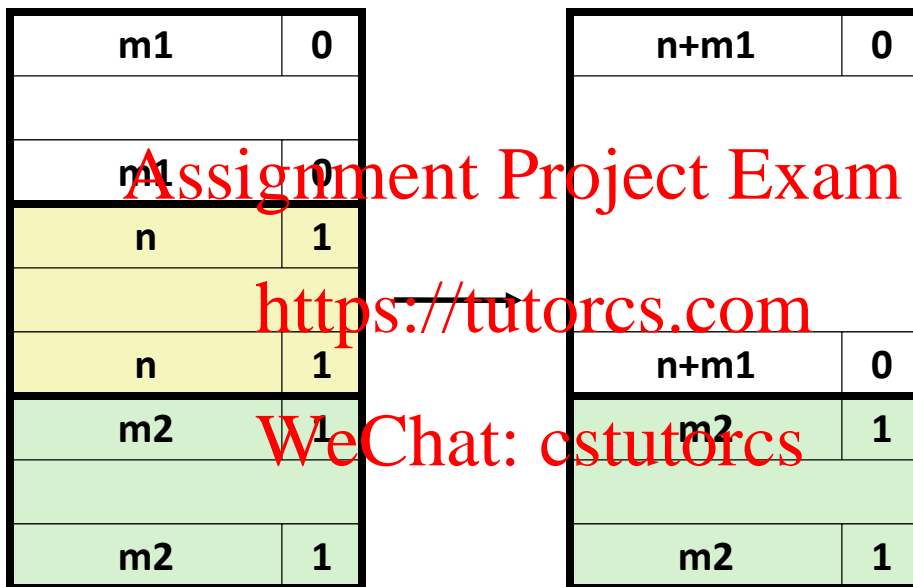 m1 0 n+m1 0
m1 0
Assignment Project Exam
n 1
https://tutorcs.com
n 1 n+m1 0
m2 1 m2 1
WeChat: cstutorcs
m2 1 m2 1